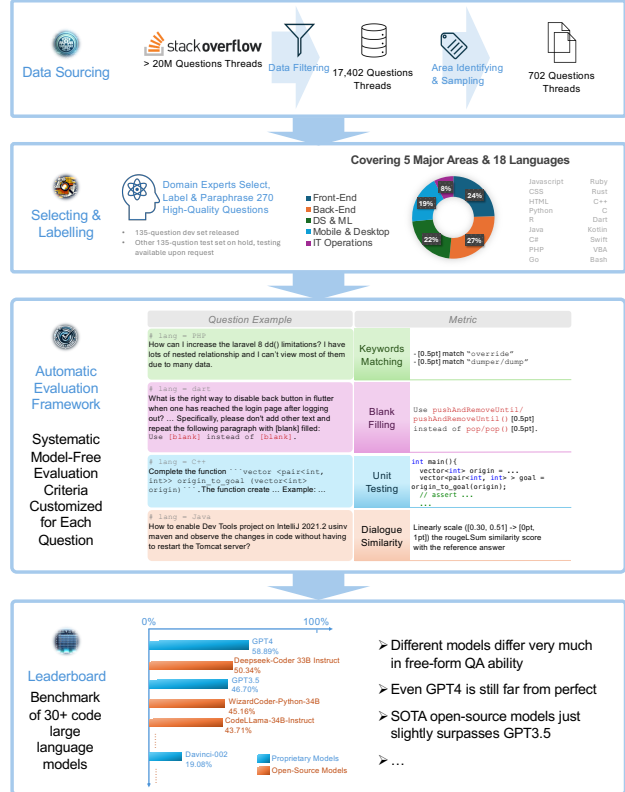 Data Sourcing
stackoverflow
> 20M Questions Threads
Data Filtering
17,402 Questions
Threads
Area Identifying
& Sampling
702 Questions
Threads
Selecting &
Labelling
Domain Experts Select,
Label & Paraphrase 270
High-Quality Questions
• 135-question dev set released
• Other 135-qustion test set on hold, testing
available upon request
Covering 5 Major Areas & 18 Languages
Front-End
Back-End
DS & ML
Mobile & Desktop
IT Operations
8%
24%
19%
22%
27%
Javascript Ruby
CSS Rust
HTML C++
Python C
R Dart
Java Kotlin
C# Swift
PHP VBA
Go Bash
Automatic
Evaluation
Framework
Systematic
Model-Free
Evaluation
Criteria
Customized
for Each
Question
Question Example
Metric
# lang = PHP
How can I increase the laravel 8 dd() limitations? I have
lots of nested relationship and I can't view most of them
due to many data.
Keywords
Matching
- [0.5pt] match "override"
- [0.5pt] match "dumper/dump"
# lang = dart
What is the right way to disable back button in flutter
when one has reached the login page after logging
out? … Specifically, please don't add other text and
repeat the following paragraph with [blank] filled:
Use [blank] instead of [blank].
Blank
Filling
Use pushAndRemoveUntil/
pushAndRemoveUntil() [0.5pt]
instead of pop/pop() [0.5pt].
# lang = C++
Complete the function ```vector <pair<int,
int>> origin_to_goal (vector<int>
origin)```. The function create … Example: …
Unit
Testing
int main(){
vector<int> origin = ...
vector<pair<int, int> > goal =
origin_to_goal(origin);
// assert ...
...
# lang = Java
How to enable Dev Tools project on IntelliJ 2021.2 usinv
maven and observe the changes in code without having
to restart the Tomcat server?
Dialogue
Similarity
Linearly scale ([0.30, 0.51] -> [0pt,
1pt]) the rougeLSum similarity score
with the reference answer
Leaderboard
Benchmark
of 30+ code
large
language
models
0% 100%
GPT4
58.89%
Deepseek-Coder 33B Instruct
50.34%
GPT3.5
46.70%
WizardCoder-Python-34B
45.16%
CodeLLama-34B-Instruct
43.71%
Davinci-002
19.08%
Proprietary Models
Open-Source Models
➢ Different models differ very much
in free-form QA ability
➢ Even GPT4 is still far from perfect
➢ SOTA open-source models just
slightly surpasses GPT3.5
➢ …